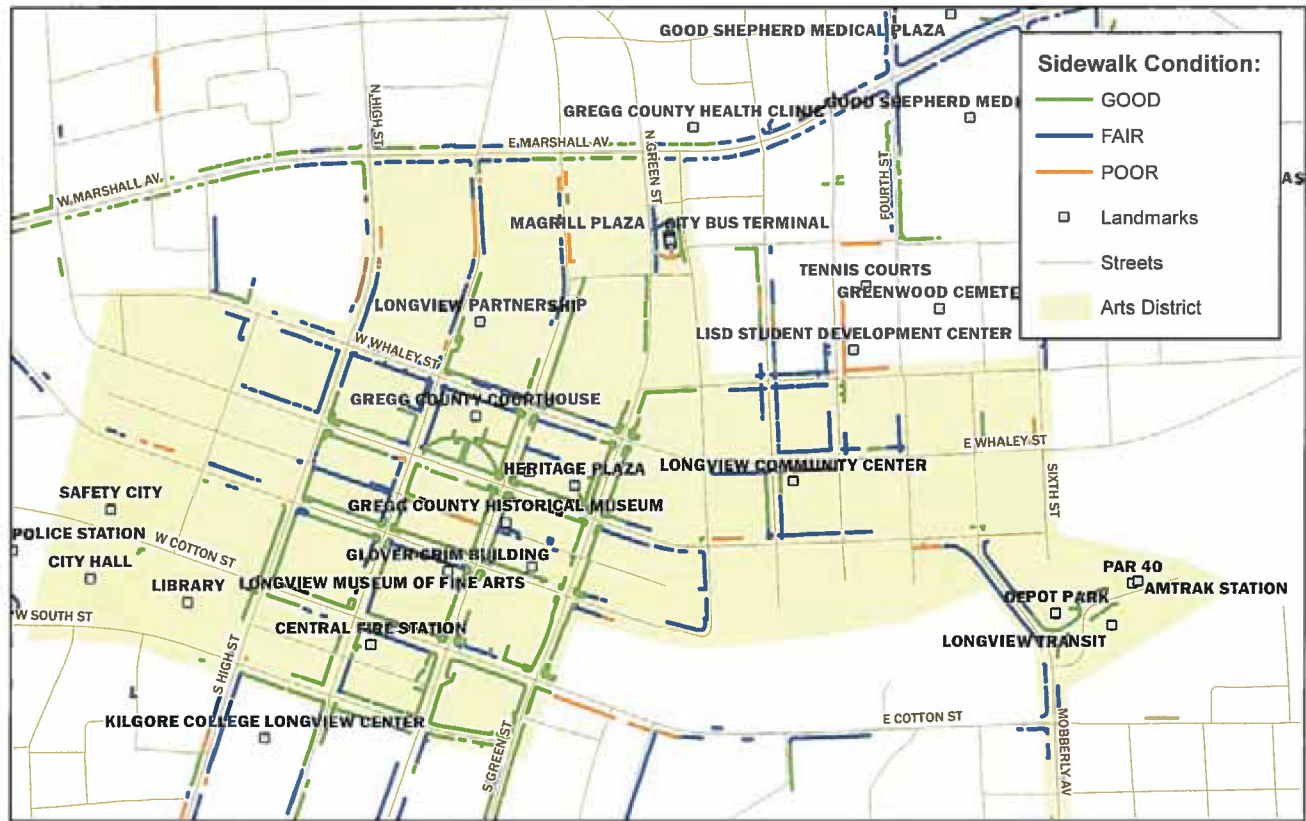 GOOD SHEPHERD MEDICAL PLAZA
Sidewalk Condition:
GOOD
FAIR
POOR
Landmarks
Streets
Arts District
N HIGH ST
GREGG COUNTY HEALTH CLINIC
GOOD SHEPHERD MEDI
E MARSHALL AV
N GREEN ST
W MARSHALL AV
FOURTH ST
AS
MAGRILL PLAZA
CITY BUS TERMINAL
TENNIS COURTS
GREENWOOD CEMETE
LONGVIEW PARTNERSHIP
LISD STUDENT DEVELOPMENT CENTER
W WHALEY ST
GREGG COUNTY COURTHOUSE
E WHALEY ST
HERITAGE PLAZA
LONGVIEW COMMUNITY CENTER
SIXTH ST
SAFETY CITY
GREGG COUNTY HISTORICAL MUSEUM
POLICE STATION
W COTTON ST
CITY HALL
GLOVER CRIM BUILDING
LIBRARY
LONGVIEW MUSEUM OF FINE ARTS
PAR 40
AMTRAK STATION
DEPOT PARK
W SOUTH ST
CENTRAL FIRE STATION
LONGVIEW TRANSIT
S HIGH ST
KILGORE COLLEGE LONGVIEW CENTER
S GREEN ST
E COTTON ST
MOBBERLY AV